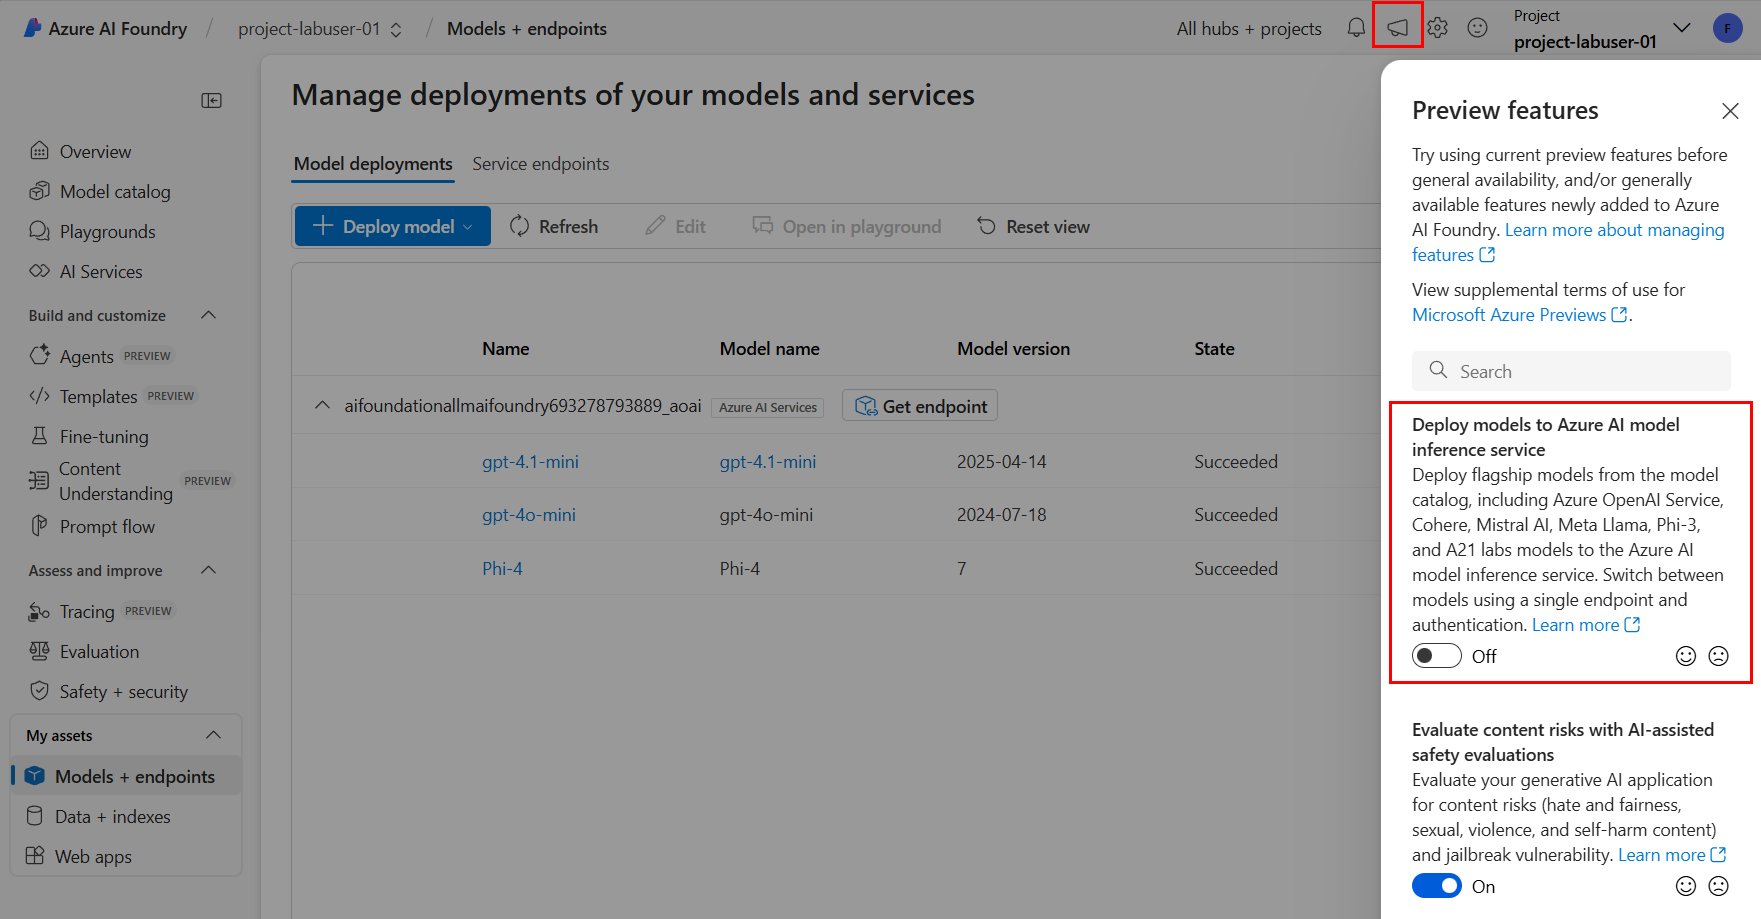 Azure AI Foundry / project-labuser-01 / Models + endpoints
All hubs + projects
Project
project-labuser-01
F
Overview
Model catalog
Playgrounds
AI Services
Build and customize
Agents PREVIEW
Templates PREVIEW
Fine-tuning
Content
Understanding PREVIEW
Prompt flow
Assess and improve
Tracing PREVIEW
Evaluation
Safety + security
My assets
Models + endpoints
Data + indexes
Web apps
Manage deployments of your models and services
Model deployments Service endpoints
Deploy model Refresh Edit Open in playground Reset view
Name Model name Model version State
aifoundationallmaifoundry693278793889_aoai Azure AI Services Get endpoint
gpt-4.1-mini gpt-4.1-mini 2025-04-14 Succeeded
gpt-4o-mini gpt-4o-mini 2024-07-18 Succeeded
Phi-4 Phi-4 7 Succeeded
Preview features
Try using current preview features before
general availability, and/or generally
available features newly added to Azure
AI Foundry. Learn more about managing
features
View supplemental terms of use for
Microsoft Azure Previews.
Search
Deploy models to Azure AI model
inference service
Deploy flagship models from the model
catalog, including Azure OpenAI Service,
Cohere, Mistral AI, Meta Llama, Phi-3,
and A21 labs models to the Azure AI
model inference service. Switch between
models using a single endpoint and
authentication. Learn more
Off
Evaluate content risks with AI-assisted
safety evaluations
Evaluate your generative AI application
for content risks (hate and fairness,
sexual, violence, and self-harm content)
and jailbreak vulnerability. Learn more
On